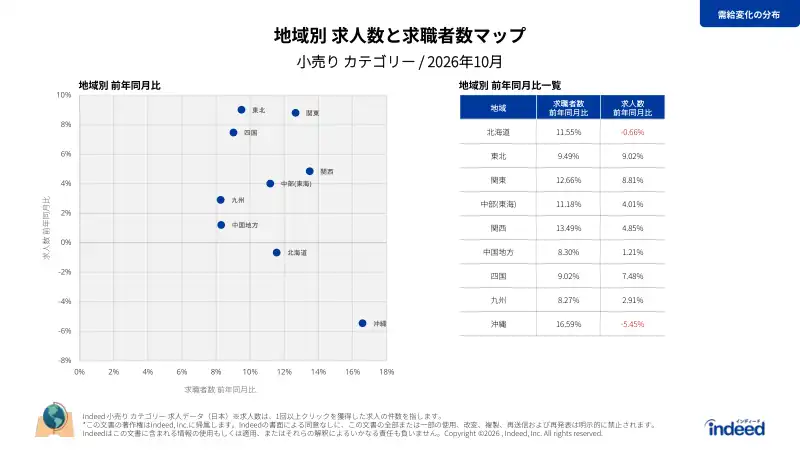 需給変化の分布
地域別 求人数と求職者数マップ
小売り カテゴリー / 2026年10月
地域別 前年同月比
10%
8%
6%
4%
2%
0%
-2%
-4%
-6%
-8%
0%
2%
4%
6%
8%
10%
12%
14%
16%
18%
求人数 前年同月比
求職者数 前年同月比
東北
関東
四国
関西
中部(東海)
九州
中国地方
北海道
沖縄
地域別 前年同月比一覧
地域 求職者数 前年同月比 求人数 前年同月比
北海道 11.55% -0.66%
東北 9.49% 9.02%
関東 12.66% 8.81%
中部(東海) 11.18% 4.01%
関西 13.49% 4.85%
中国地方 8.30% 1.21%
四国 9.02% 7.48%
九州 8.27% 2.91%
沖縄 16.59% -5.45%
Indeed 小売り カテゴリー 求人データ（日本）※求人数は、1回以上クリックを獲得した求人の件数を指します。
*この文書の著作権はIndeed, Inc.に帰属します。Indeedの書面による同意なしに、この文書の全部または一部の使用、改変、複製、再送信および再発表は明示的に禁止されます。
Indeedはこの文書に含まれる情報の使用もしくは適用、またはそれらの解釈によるいかなる責任も負いません。Copyright ©2026 , Indeed, Inc. All rights reserved.
インディード
indeed